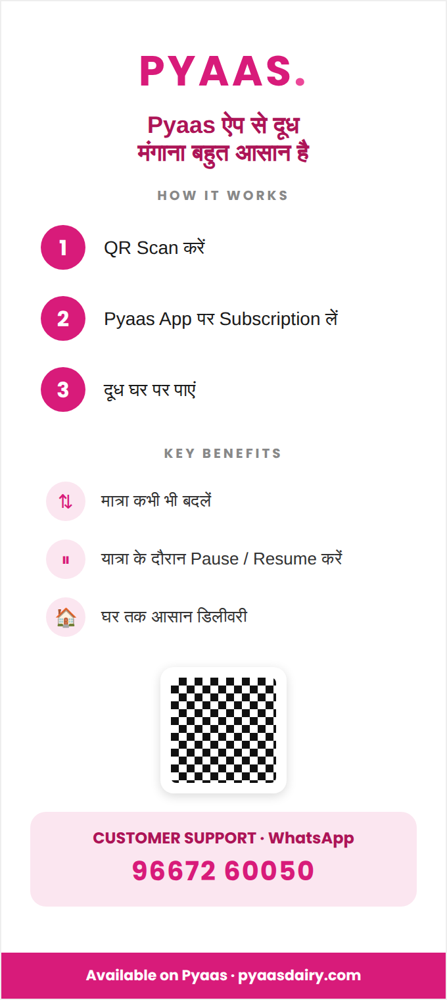 PYAAS.
Pyaas ऐप से दूध
मंगाना बहुत आसान है
HOW IT WORKS
1 QR Scan करें
2 Pyaas App पर Subscription लें
3 दूध घर पर पाएं
KEY BENEFITS
मात्रा कभी भी बदलें
यात्रा के दौरान Pause / Resume करें
घर तक आसान डिलीवरी
CUSTOMER SUPPORT · WhatsApp
96672 60050
Available on Pyaas · pyaasdairy.com